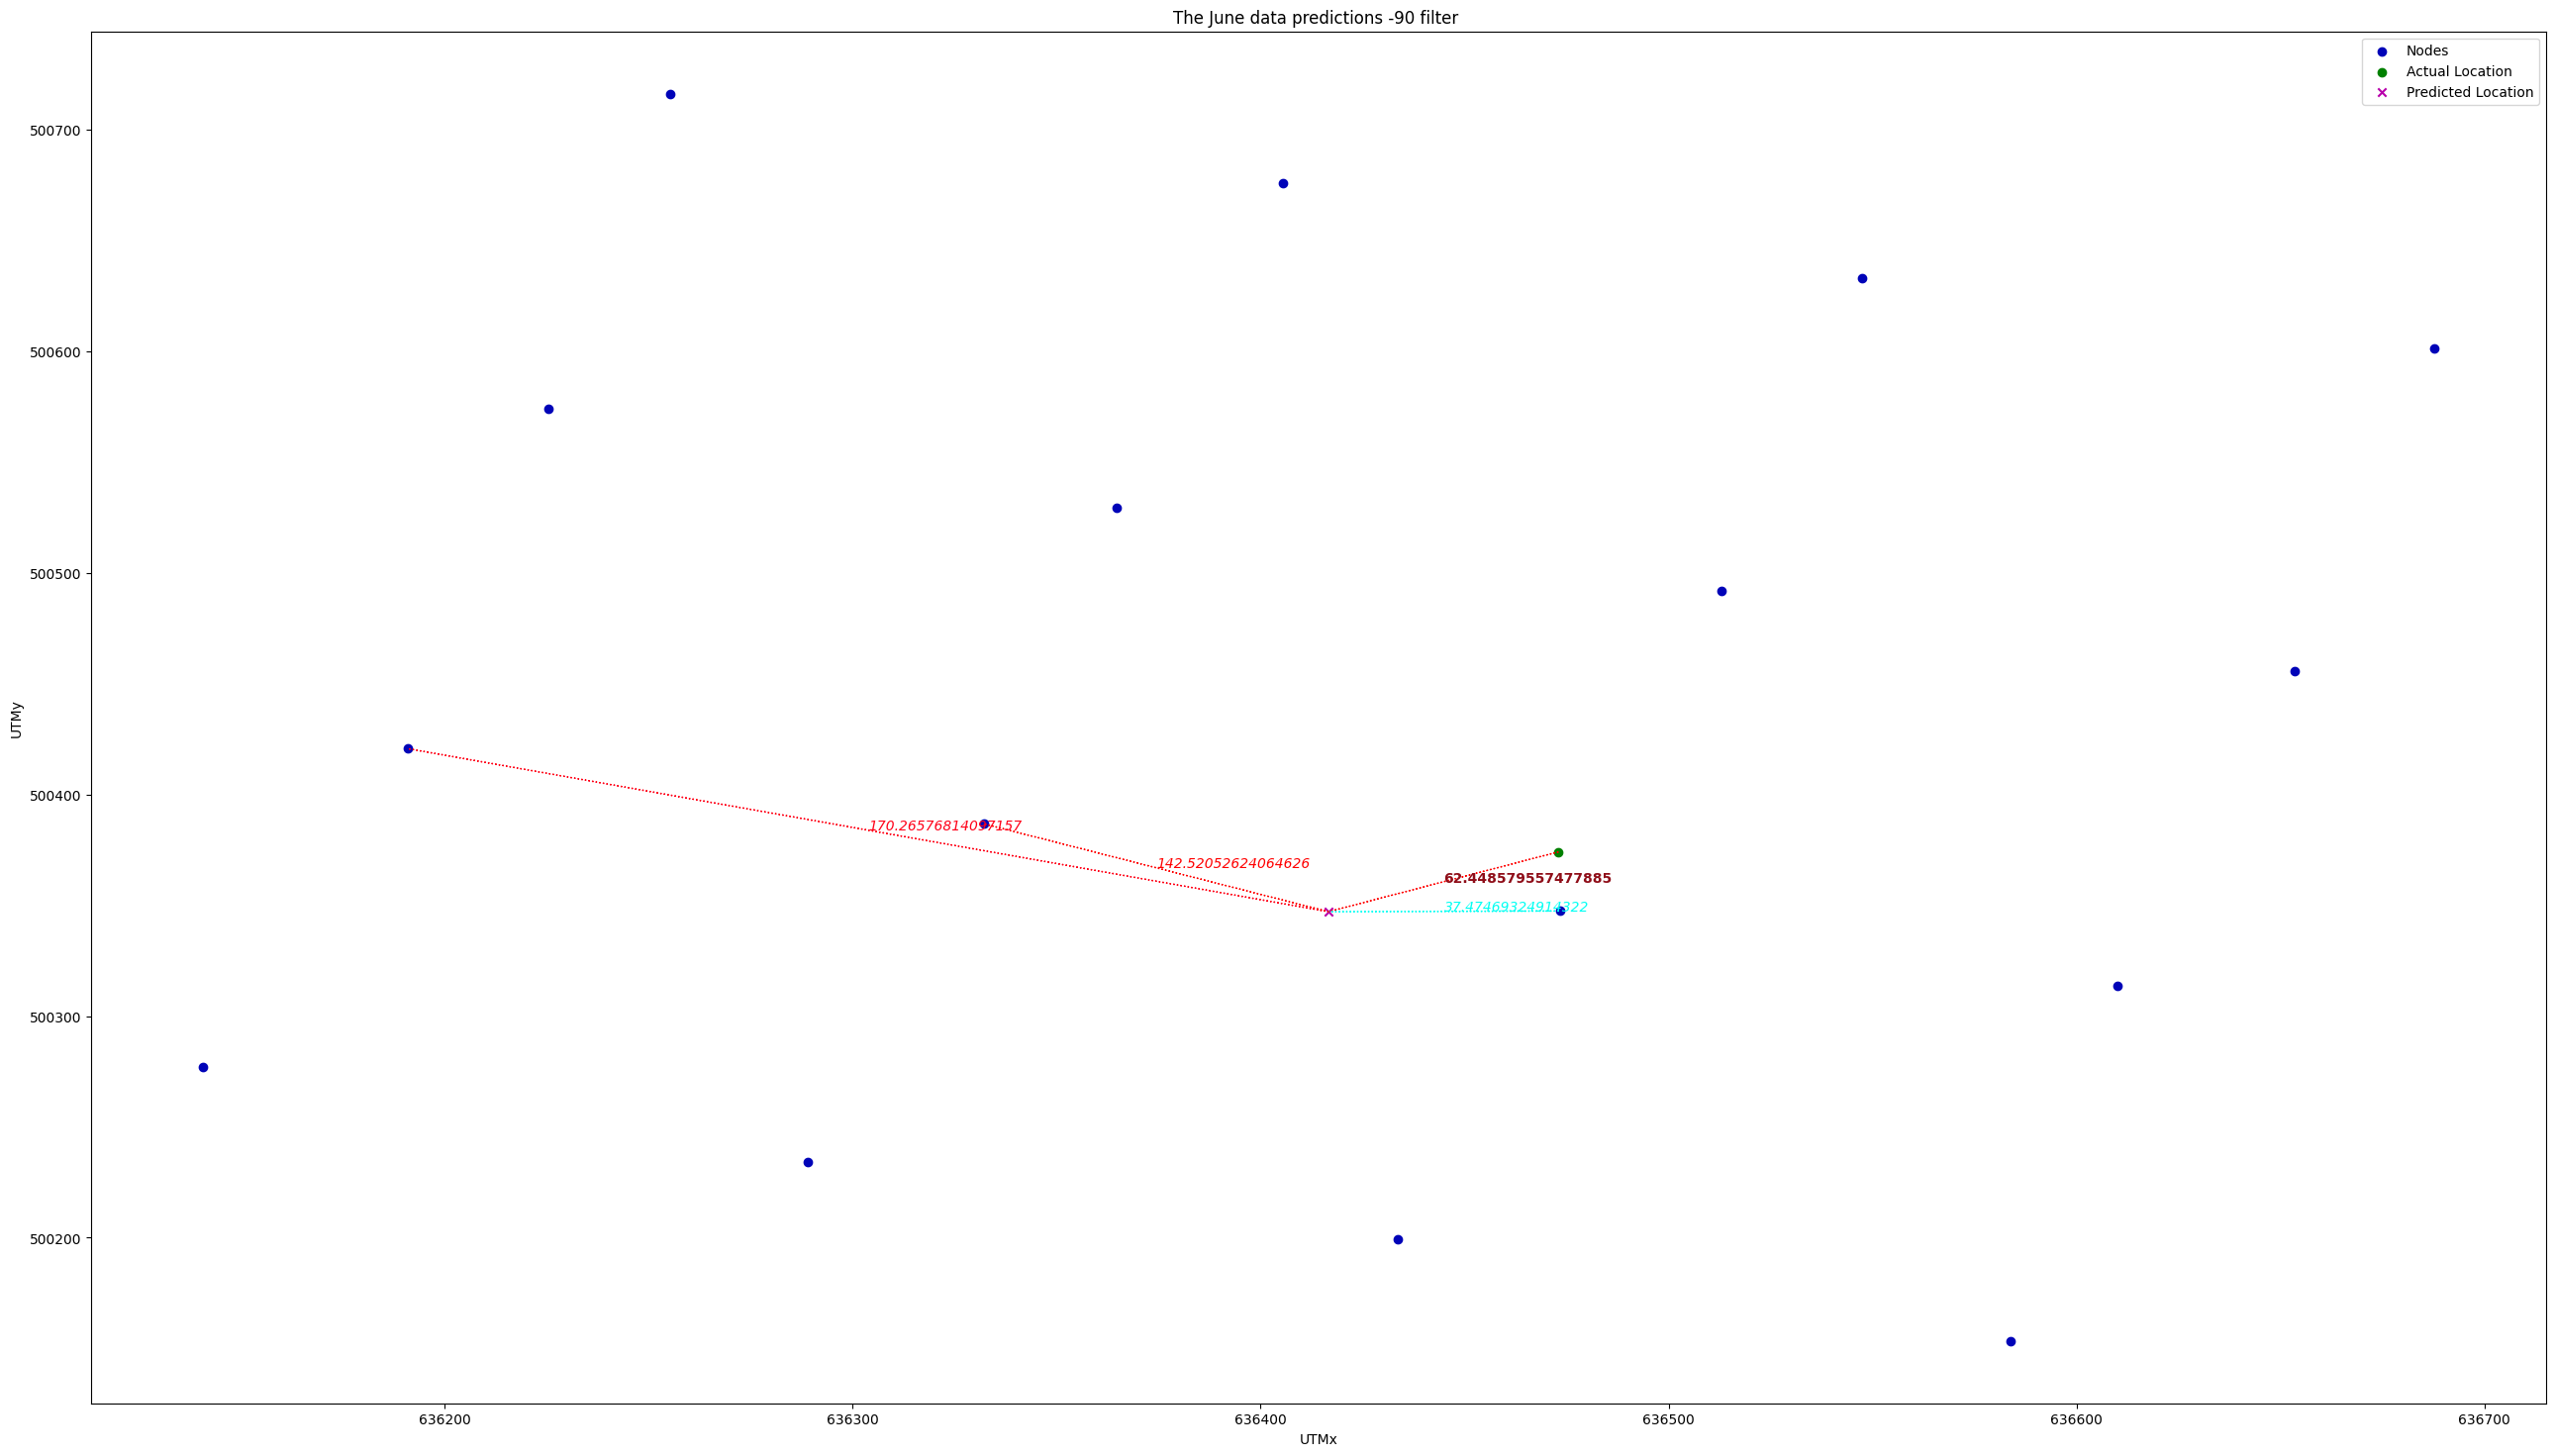 The June data predictions -90 filter
Nodes
Actual Location
Predicted Location
500700
500600
500500
500400
500300
500200
UTMy
170.26576814097157
142.52052624064626
62.448579557477885
37.47469324914322
636200
636300
636400
636500
636600
636700
UTMx